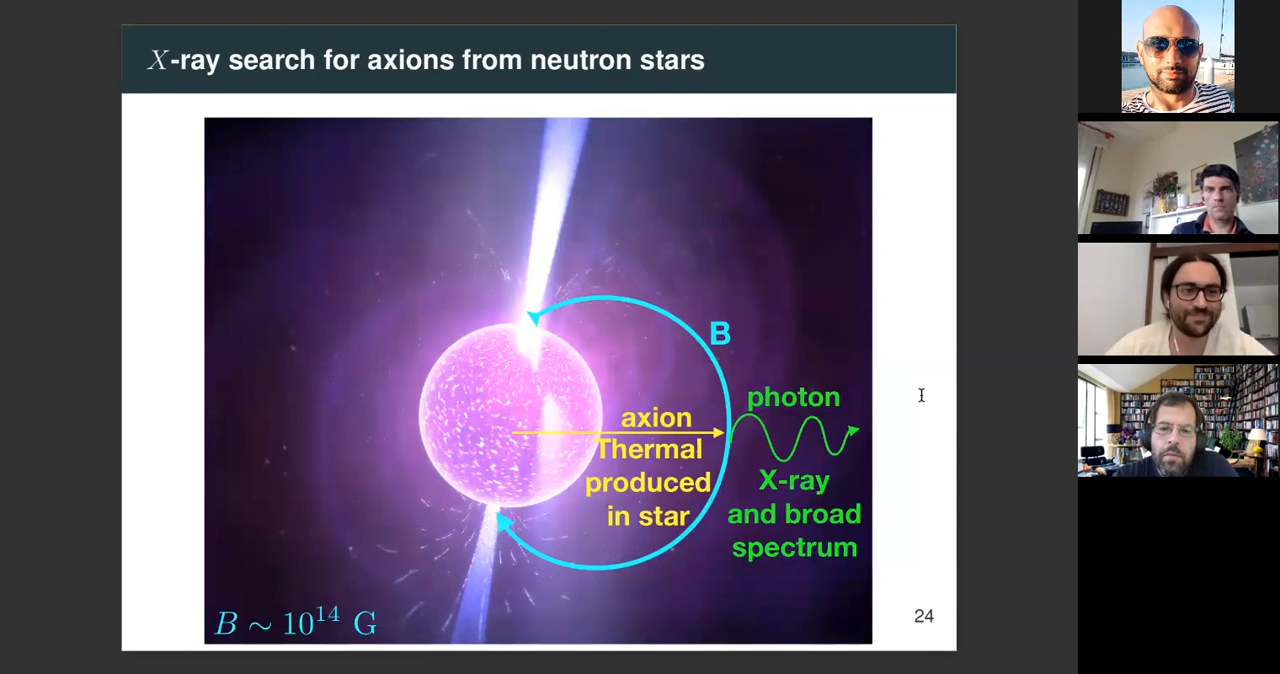 X-ray search for axions from neutron stars
B
photon
axion
Thermal
produced
in star
X-ray
and broad
spectrum
B ∼ 10¹⁴ G
24